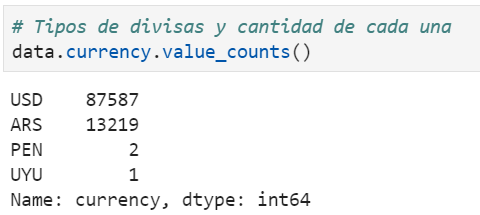 # Tipos de divisas y cantidad de cada una
data.currency.value_counts()
USD    87587
ARS    13219
PEN        2
UYU        1
Name: currency, dtype: int64